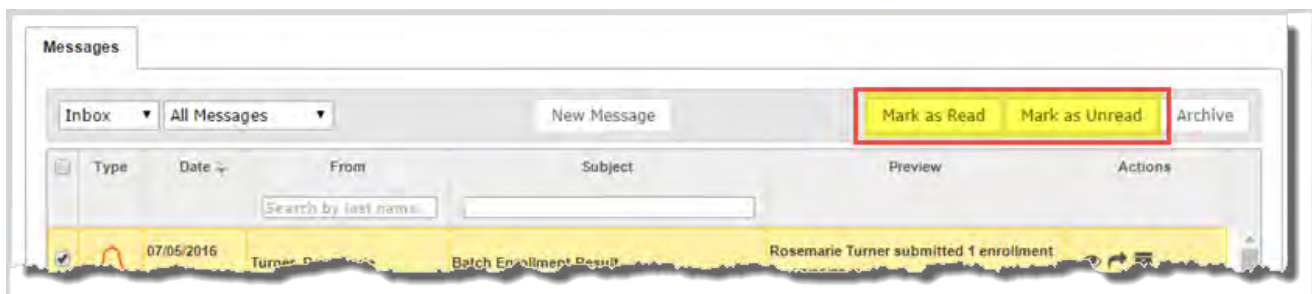 Messages
Inbox All Messages New Message Mark as Read Mark as Unread Archive
Type Date From Subject Preview Actions
Search by last name.
07/05/2016 Rosemarie Turner submitted 1 enrollment
Turner, Batch Enrollment Result